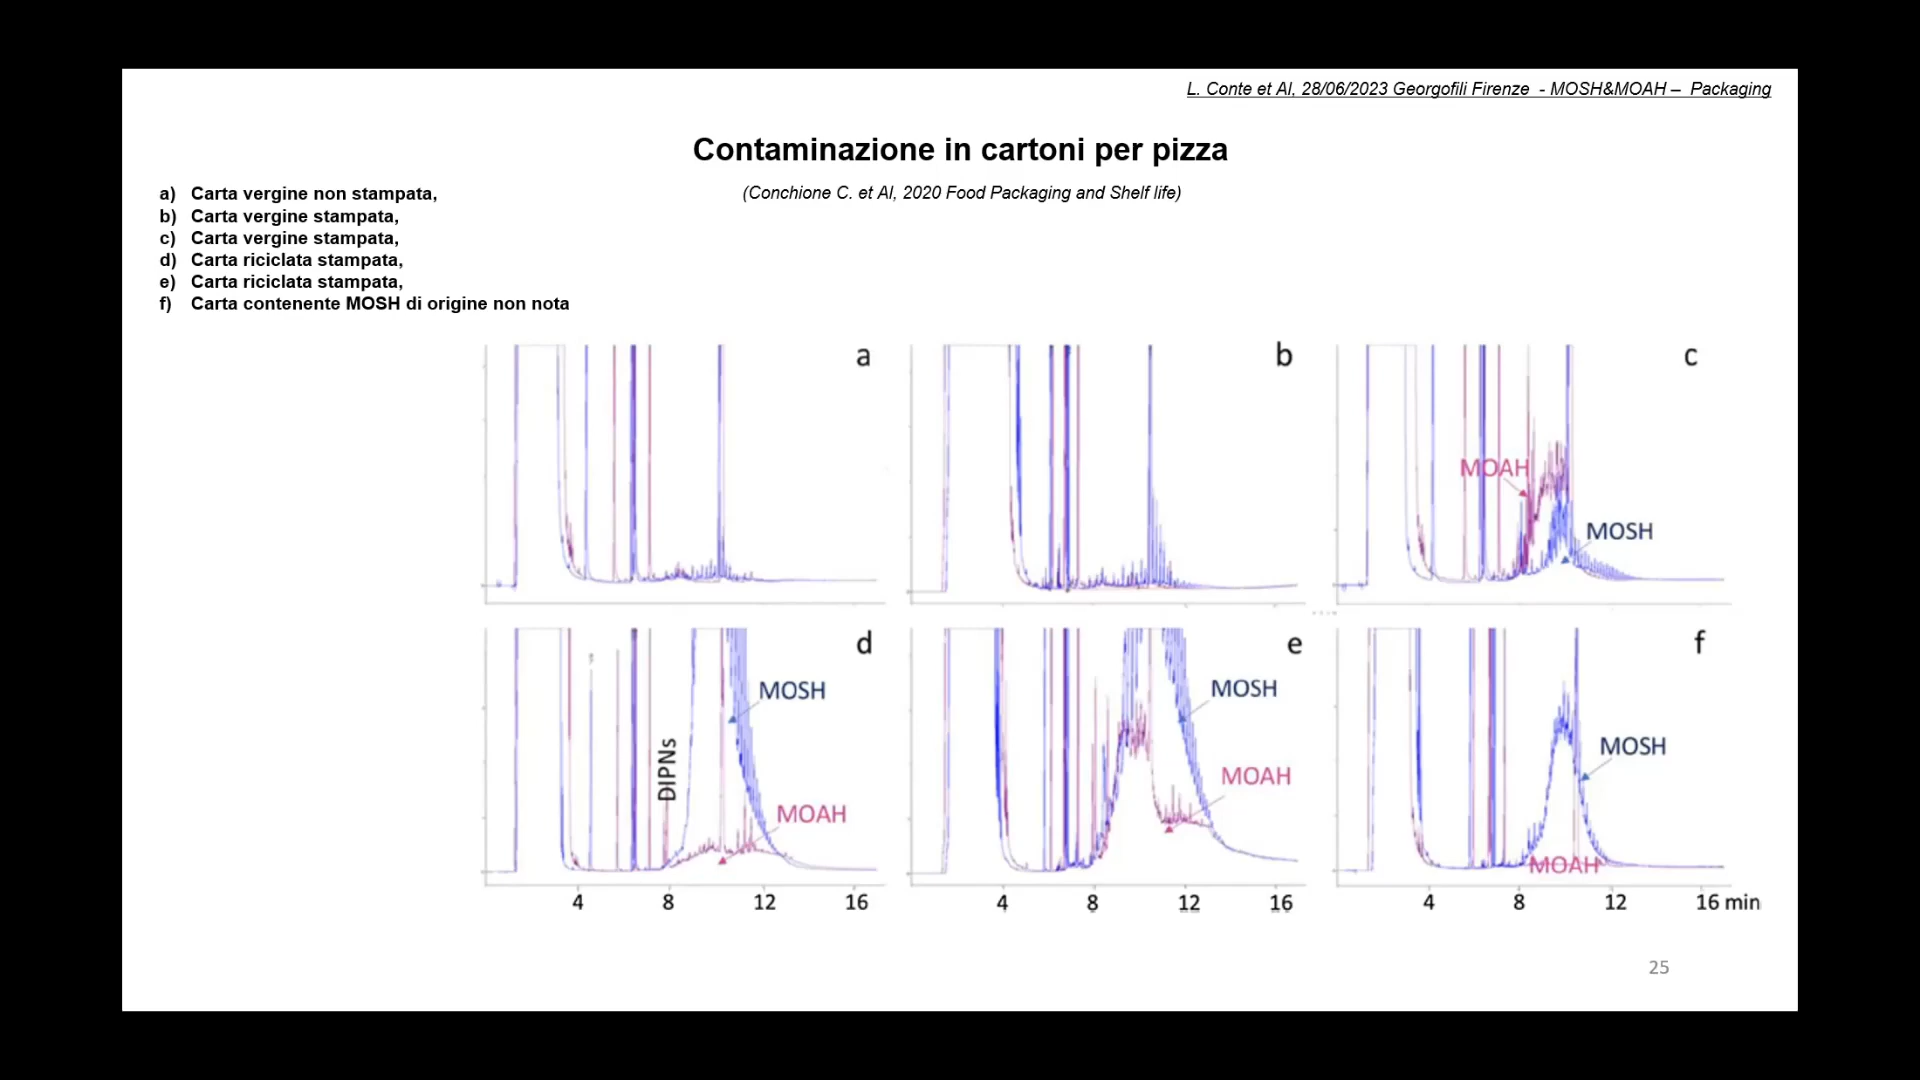 L. Conte et Al, 28/06/2023 Georgofili Firenze - MOSH&MOAH – Packaging
Contaminazione in cartoni per pizza
(Conchione C. et Al, 2020 Food Packaging and Shelf life)
a) Carta vergine non stampata,
b) Carta vergine stampata,
c) Carta vergine stampata,
d) Carta riciclata stampata,
e) Carta riciclata stampata,
f) Carta contenente MOSH di origine non nota
a
b
c
MOAH
MOSH
d
MOSH
DIPNs
MOAH
e
MOSH
MOAH
f
MOSH
MOAH
4 8 12 16
4 8 12 16
4 8 12 16 min
25